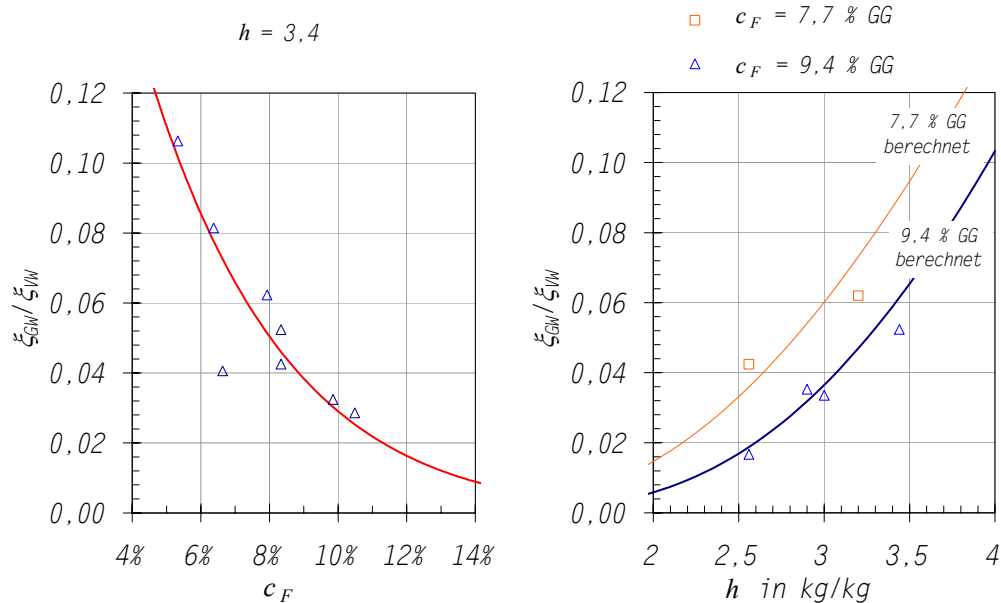 h = 3,4
ξGW/ξVW
0,12
0,10
0,08
0,06
0,04
0,02
0,00
4% 6% 8% 10% 12% 14%
c F
c F = 7,7 % GG
c F = 9,4 % GG
ξGW/ξVW
0,12
0,10
0,08
0,06
0,04
0,02
0,00
7,7 % GG
berechnet
9,4 % GG
berechnet
2 2,5 3 3,5 4
h in kg/kg